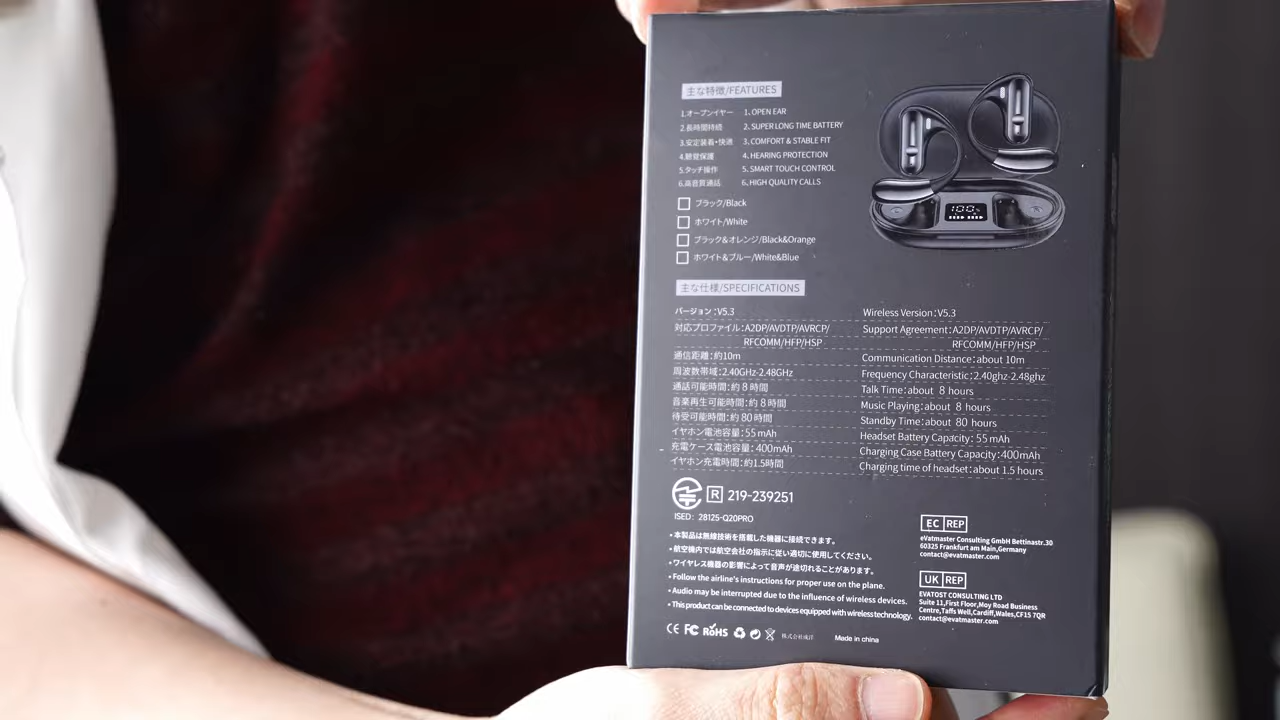 主な特徴/FEATURES
1.オープンイヤー 1. OPEN EAR
2.長時間持続 2. SUPER LONG TIME BATTERY
3.安定装着・快適 3. COMFORT & STABLE FIT
4.聴覚保護 4. HEARING PROTECTION
5.タッチ操作 5. SMART TOUCH CONTROL
6.高音質通話 6. HIGH QUALITY CALLS
ブラック/Black
ホワイト/White
ブラック&オレンジ/Black&Orange
ホワイト&ブルー/White&Blue
100%
主な仕様/SPECIFICATIONS
バージョン:V5.3
対応プロファイル:A2DP/AVDTP/AVRCP/
RFCOMM/HFP/HSP
通信距離:約10m
周波数帯域:2.40GHz-2.48GHz
通話可能時間:約 8 時間
音楽再生可能時間:約 8 時間
待受可能時間:約 80 時間
イヤホン電池容量:55 mAh
充電ケース電池容量:400mAh
イヤホン充電時間:約1.5時間
Wireless Version:V5.3
Support Agreement:A2DP/AVDTP/AVRCP/
RFCOMM/HFP/HSP
Communication Distance:about 10m
Frequency Characteristic:2.40ghz-2.48ghz
Talk Time:about 8 hours
Music Playing:about 8 hours
Standby Time:about 80 hours
Headset Battery Capacity: 55 mAh
Charging Case Battery Capacity:400mAh
Charging time of headset:about 1.5 hours
R 219-239251
ISED: 28125-Q20PRO
・本製品は無線技術を搭載した機器に接続できます。
・航空機内では航空会社の指示に従い適切に使用してください。
・ワイヤレス機器の影響によって音声が途切れることがあります。
• Follow the airline's instructions for proper use on the plane.
• Audio may be interrupted due to the influence of wireless devices.
• This product can be connected to devices equipped with wireless technology.
CE FC RoHS 株式会社 Made in china
EC REP
eVatmaster Consulting GmbH Bettinastr.30
60325 Frankfurt am Main,Germany
contact@evatmaster.com
UK REP
EVATOST CONSULTING LTD
Suite 11,First Floor,Moy Road Business
Centre,Taffs Well,Cardiff,Wales,CF15 7QR
contact@evatmaster.com